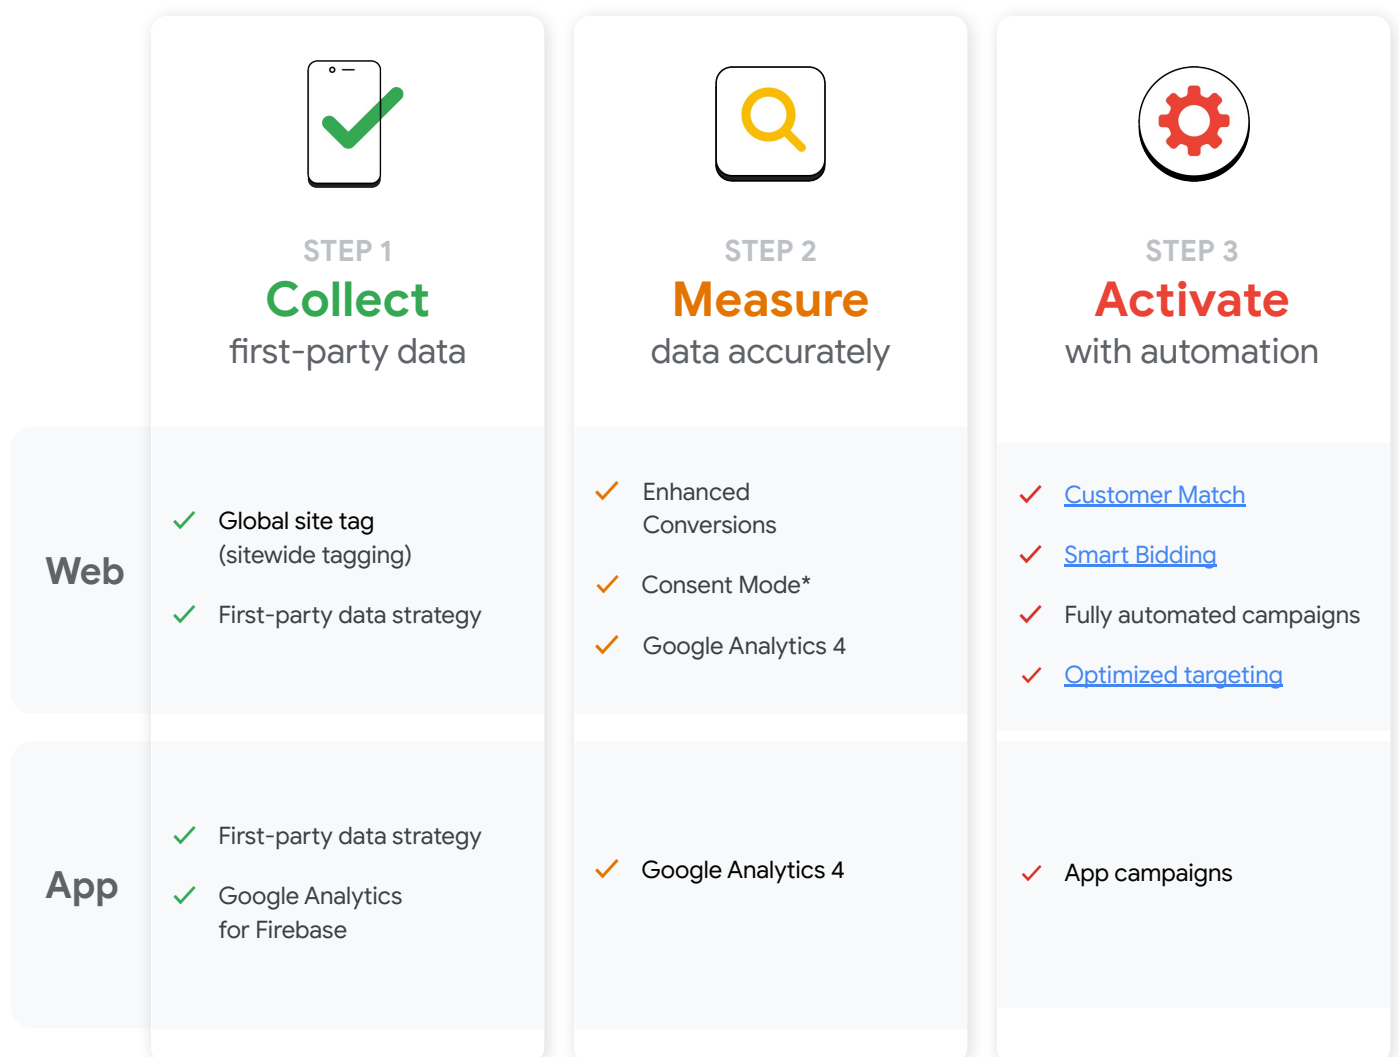 STEP 1
Collect
first-party data
STEP 2
Measure
data accurately
STEP 3
Activate
with automation
Web
Global site tag
(sitewide tagging)
First-party data strategy
Enhanced
Conversions
Consent Mode*
Google Analytics 4
Customer Match
Smart Bidding
Fully automated campaigns
Optimized targeting
App
First-party data strategy
Google Analytics
for Firebase
Google Analytics 4
App campaigns